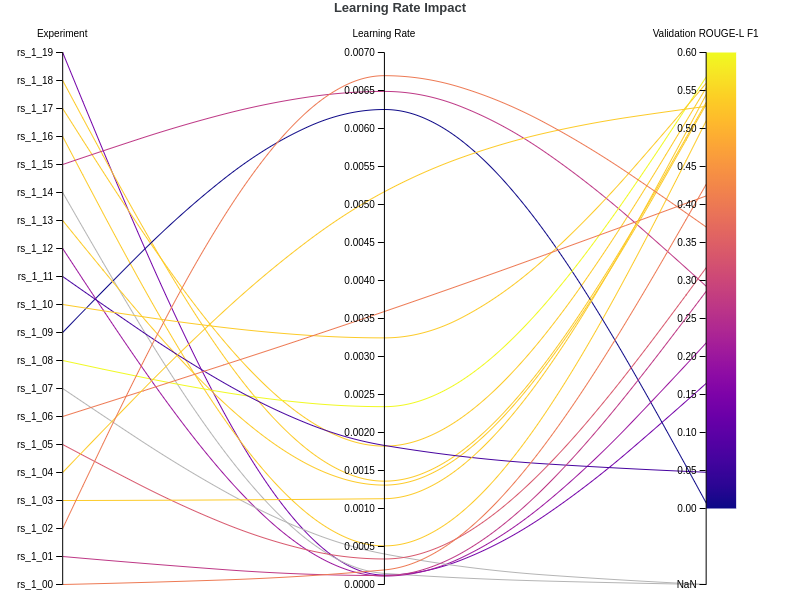 Learning Rate Impact
Experiment
Learning Rate
Validation ROUGE-L F1
rs_1_19
rs_1_18
rs_1_17
rs_1_16
rs_1_15
rs_1_14
rs_1_13
rs_1_12
rs_1_11
rs_1_10
rs_1_09
rs_1_08
rs_1_07
rs_1_06
rs_1_05
rs_1_04
rs_1_03
rs_1_02
rs_1_01
rs_1_00
0.0070
0.0065
0.0060
0.0055
0.0050
0.0045
0.0040
0.0035
0.0030
0.0025
0.0020
0.0015
0.0010
0.0005
0.0000
0.60
0.55
0.50
0.45
0.40
0.35
0.30
0.25
0.20
0.15
0.10
0.05
0.00
NaN